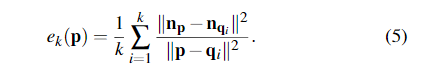 e_k(p) = \frac{1}{k} \sum_{i=1}^{k} \frac{\|n_p - n_{q_i}\|^2}{\|p - q_i\|^2}. (5)